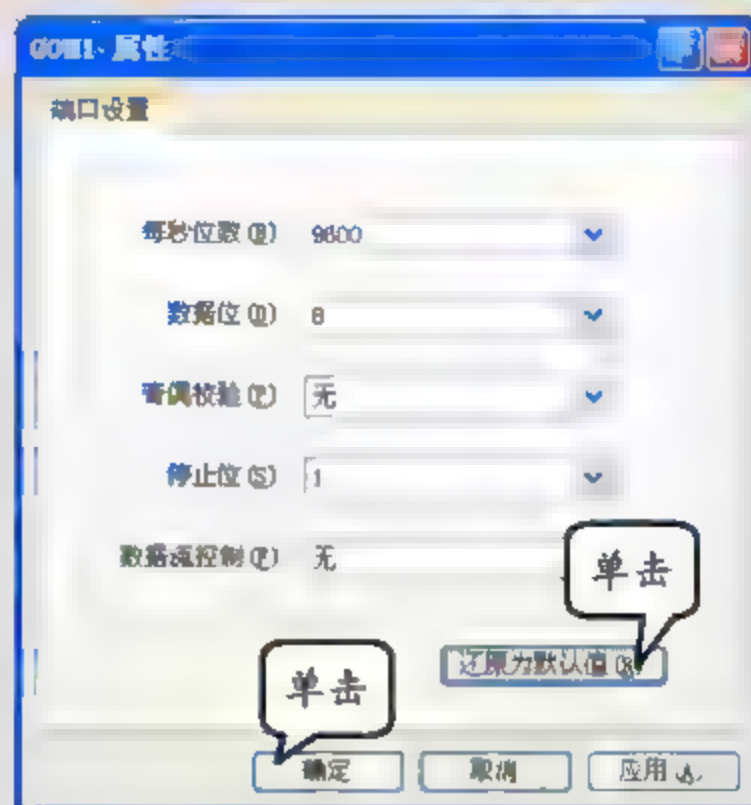 COM1 属性
端口设置
每秒位数(B) 9600
数据位(D) 8
奇偶校验(P) 无
停止位(S) 1
数据流控制(F) 无
单击
还原为默认值(R)
单击
确定 取消 应用(A)